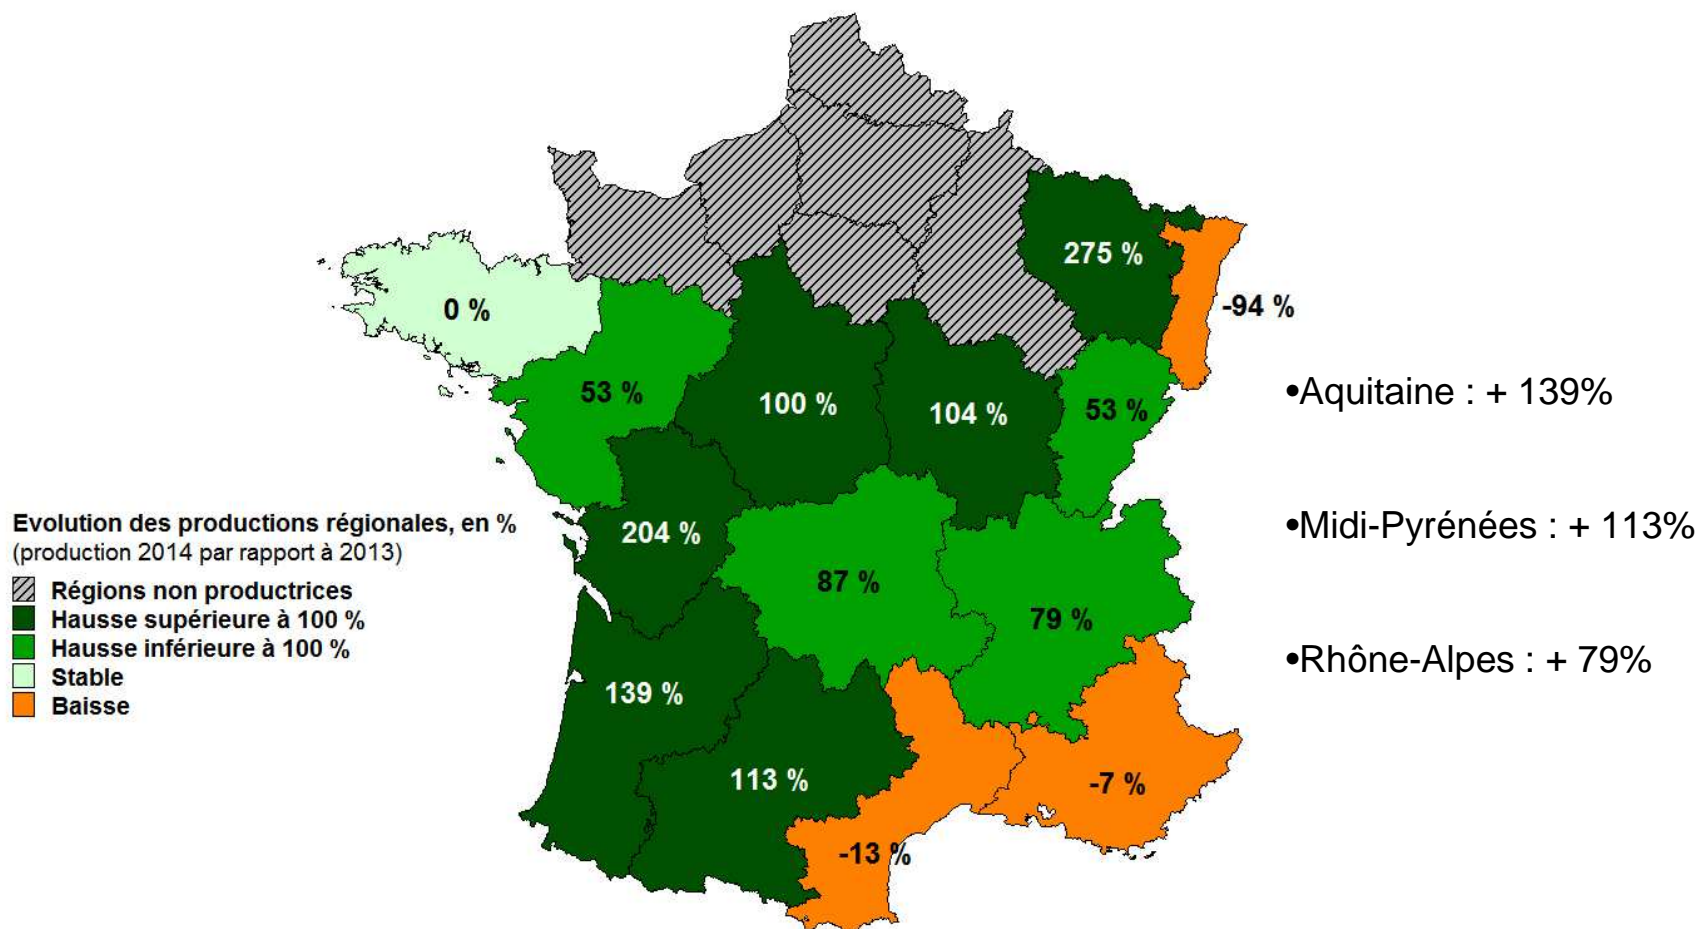 275 %
-94 %
0 %
53 %
100 %
104 %
53 %
•Aquitaine : + 139%
Evolution des productions régionales, en %
(production 2014 par rapport à 2013)
Régions non productrices
Hausse supérieure à 100 %
Hausse inférieure à 100 %
Stable
Baisse
204 %
87 %
79 %
•Midi-Pyrénées : + 113%
139 %
113 %
-7 %
-13 %
•Rhône-Alpes : + 79%